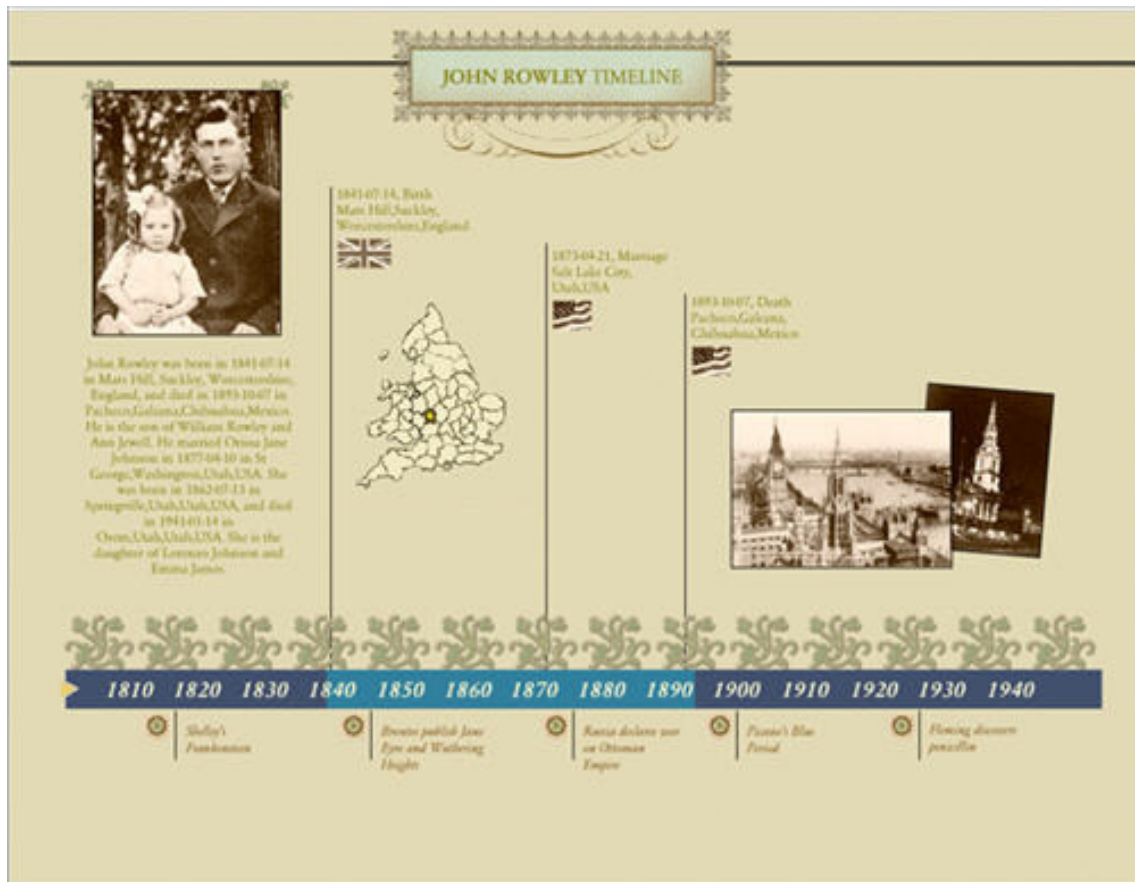 JOHN ROWLEY TIMELINE
1841-07-14, Birth
Mars Hill,Suckley,
Worcestershire,England
1873-04-21, Marriage
Salt Lake City,
Utah,USA
1893-10-07, Death
Pacheco,Galeana,
Chihuahua,Mexico
John Rowley was born in 1841-07-14
in Mars Hill, Suckley, Worcestershire,
England, and died in 1893-10-07 in
Pacheco,Galeana,Chihuahua,Mexico.
He is the son of William Rowley and
Ann Jewell. He married Orissa Jane
Johnson in 1877-04-10 in St
George,Washington,Utah,USA. She
was born in 1862-07-13 in
Springville,Utah,Utah,USA, and died
in 1941-01-14 in
Orem,Utah,Utah,USA. She is the
daughter of Lorenzo Johnson and
Emma James.
1810 1820 1830 1840 1850 1860 1870 1880 1890 1900 1910 1920 1930 1940
Shelley's
Frankenstein
Brontes publish Jane
Eyre and Wuthering
Heights
Russia declares war
on Ottoman
Empire
Picasso's Blue
Period
Fleming discovers
penicillin